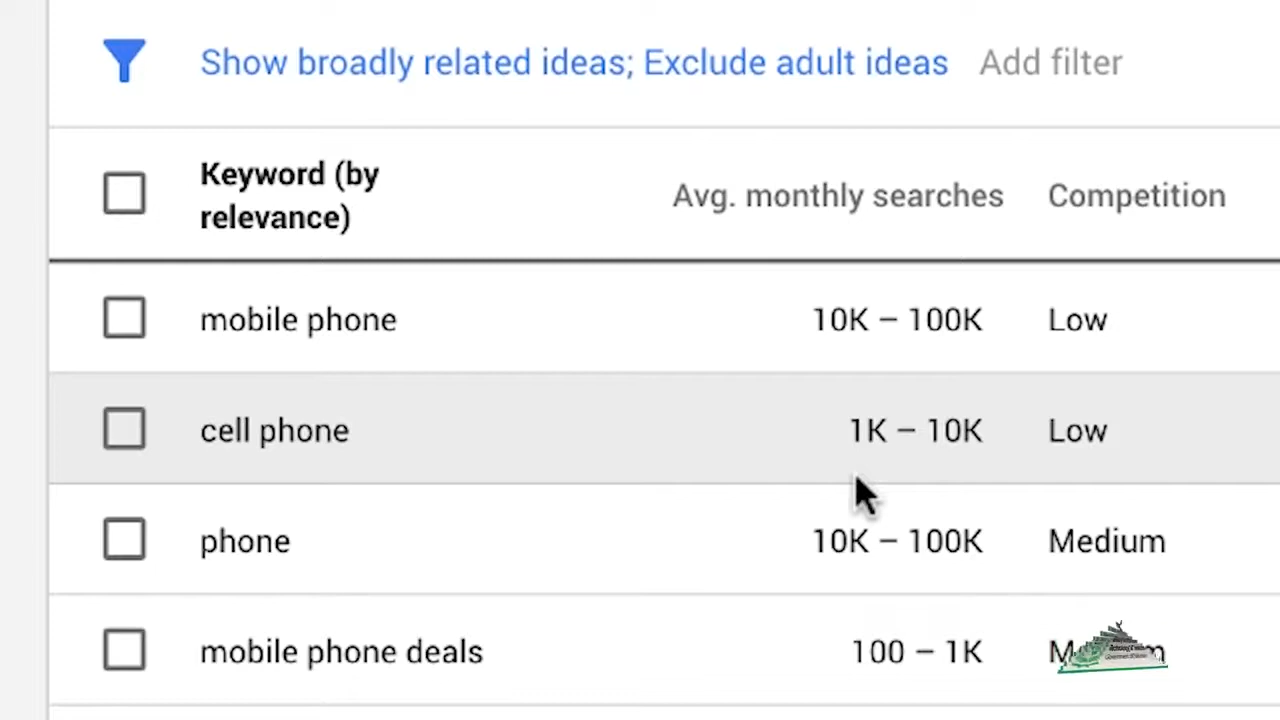 Show broadly related ideas; Exclude adult ideas Add filter
Keyword (by
relevance)
Avg. monthly searches Competition
mobile phone 10K – 100K Low
cell phone 1K – 10K Low
phone 10K – 100K Medium
mobile phone deals 100 – 1K